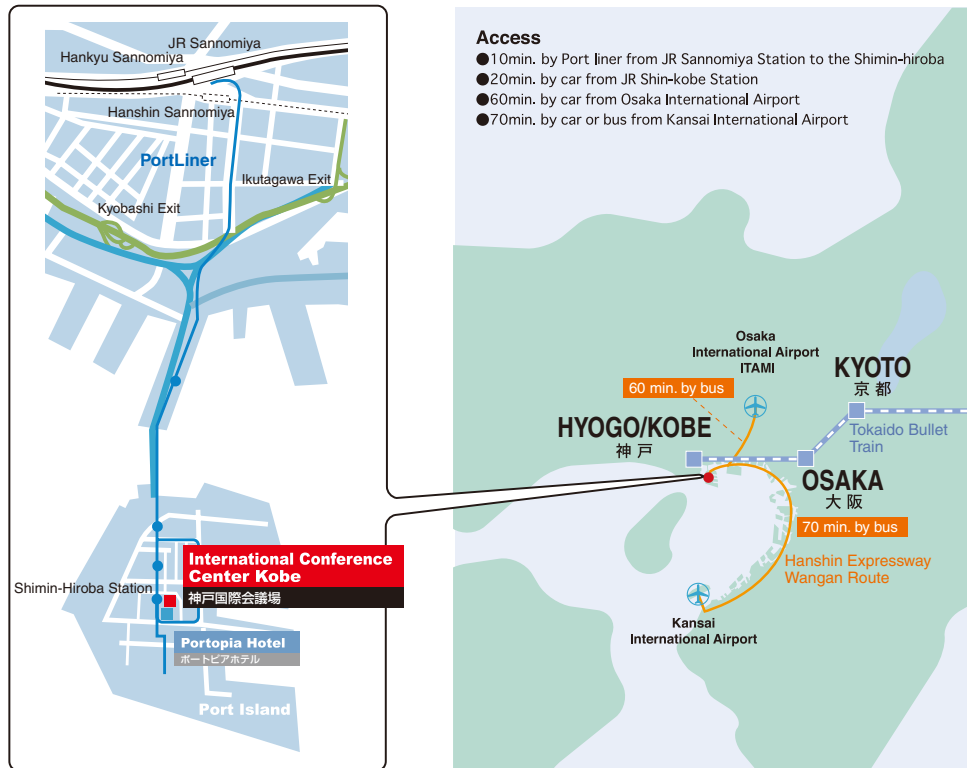 JR Sannomiya
Hankyu Sannomiya
Hanshin Sannomiya
PortLiner
Ikutagawa Exit
Kyobashi Exit
International Conference
Center Kobe
神戸国際会議場
Shimin-Hiroba Station
Portopia Hotel
ポートピアホテル
Port Island
Access
●10min. by Port liner from JR Sannomiya Station to the Shimin-hiroba
●20min. by car from JR Shin-kobe Station
●60min. by car from Osaka International Airport
●70min. by car or bus from Kansai International Airport
Osaka
International Airport
ITAMI
KYOTO
京都
60 min. by bus
HYOGO/KOBE
神戸
Tokaido Bullet
Train
OSAKA
大阪
70 min. by bus
Hanshin Expressway
Wangan Route
Kansai
International Airport